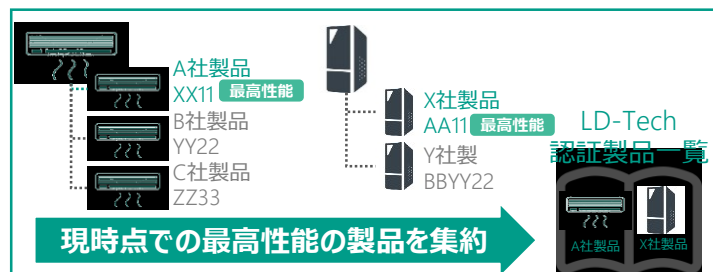 A社製品
XX11 最高性能
B社製品
YY22
C社製品
ZZ33
X社製品
AA11 最高性能
Y社製
BBYY22
LD-Tech
認証製品一覧
A社製品
X社製品
現時点での最高性能の製品を集約